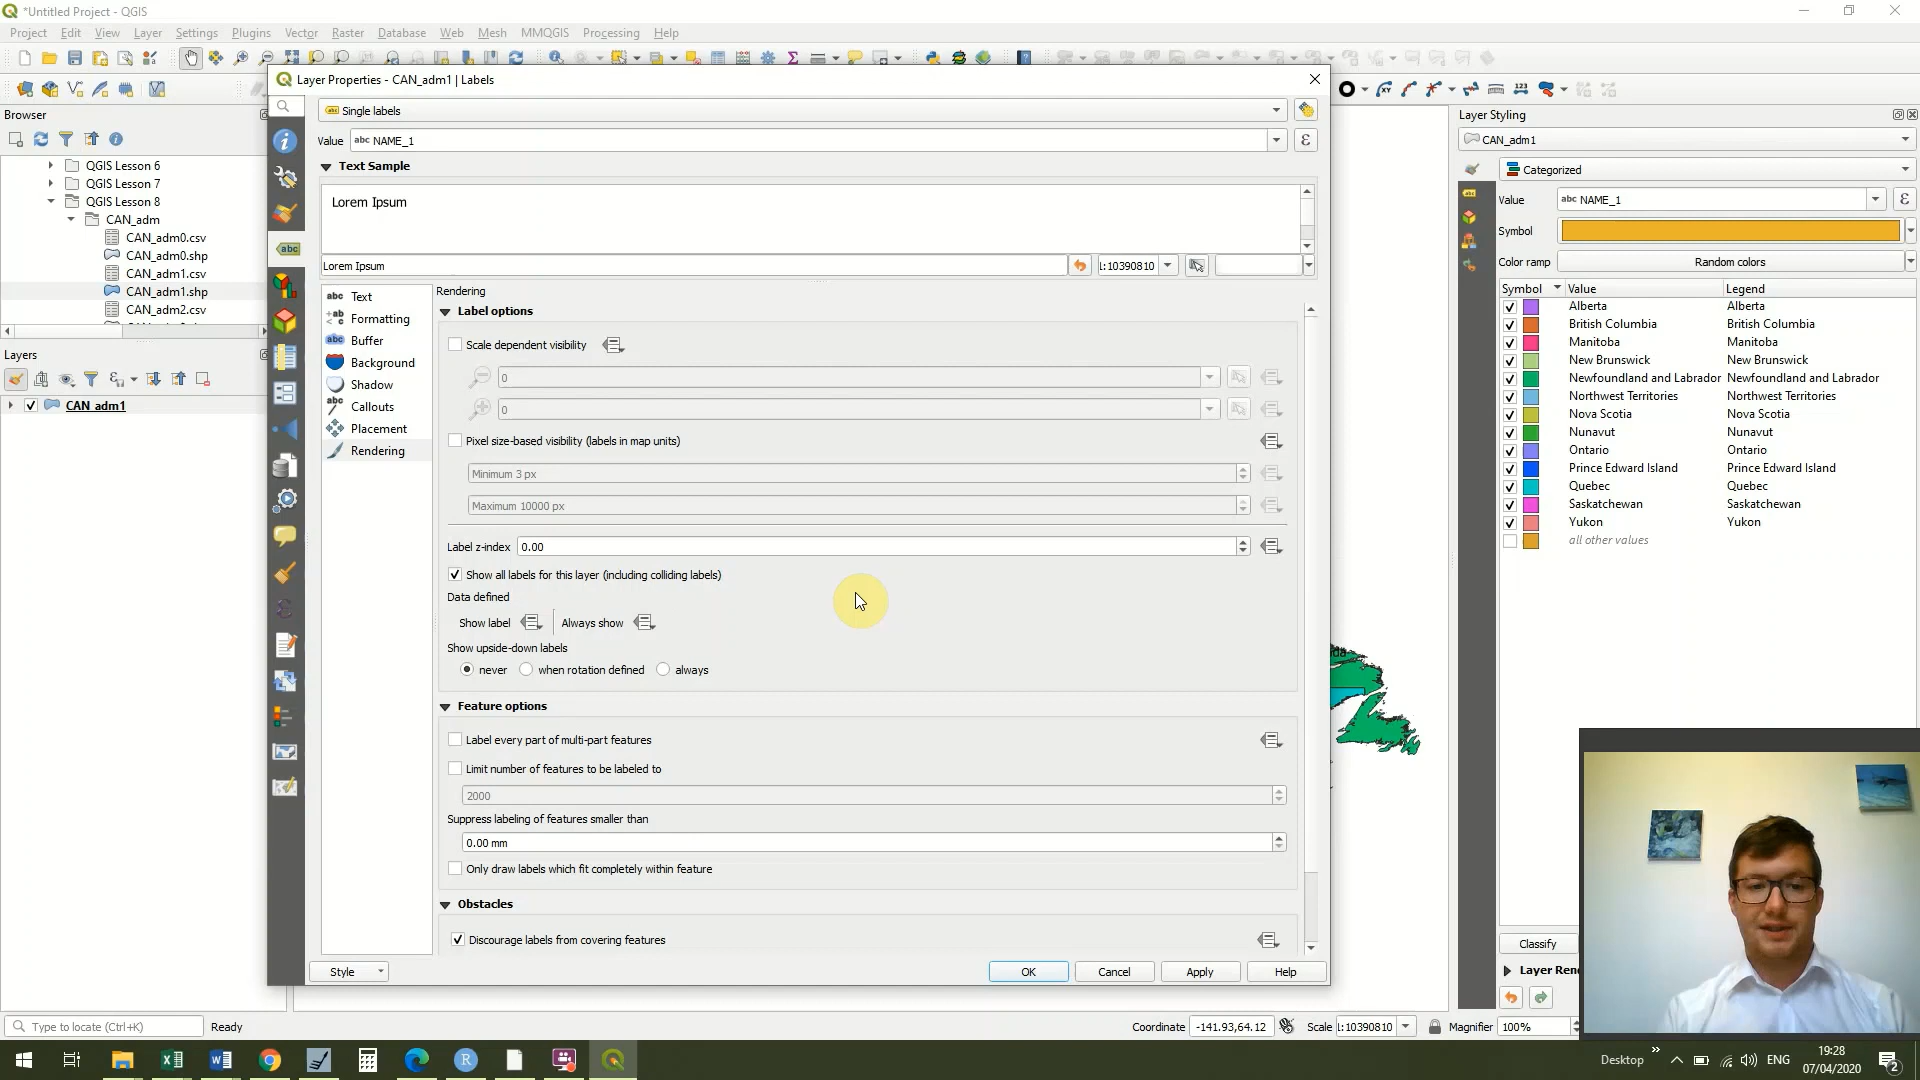 *Untitled Project - QGIS
Project Edit View Layer Settings Plugins Vector Raster Database Web Mesh MMQGIS Processing Help
Layer Properties - CAN_adm1 | Labels
Browser
QGIS Lesson 6
QGIS Lesson 7
QGIS Lesson 8
CAN_adm
CAN_adm0.csv
CAN_adm0.shp
CAN_adm1.csv
CAN_adm1.shp
CAN_adm2.csv
Layers
CAN_adm1
Single labels
Value abc NAME_1
Text Sample
Lorem Ipsum
Lorem Ipsum
1:10390810
abc Text
Formatting
abc Buffer
Background
Shadow
abc Callouts
Placement
Rendering
Rendering
Label options
Scale dependent visibility
0
0
Pixel size-based visibility (labels in map units)
Minimum 3 px
Maximum 10000 px
Label z-index 0.00
Show all labels for this layer (including colliding labels)
Data defined
Show label Always show
Show upside-down labels
never when rotation defined always
Feature options
Label every part of multi-part features
Limit number of features to be labeled to
2000
Suppress labeling of features smaller than
0.00 mm
Only draw labels which fit completely within feature
Obstacles
Discourage labels from covering features
Style OK Cancel Apply Help
Layer Styling
CAN_adm1
Categorized
Value abc NAME_1
Symbol
Color ramp Random colors
Symbol Value Legend
Alberta Alberta
British Columbia British Columbia
Manitoba Manitoba
New Brunswick New Brunswick
Newfoundland and Labrador Newfoundland and Labrador
Northwest Territories Northwest Territories
Nova Scotia Nova Scotia
Nunavut Nunavut
Ontario Ontario
Prince Edward Island Prince Edward Island
Quebec Quebec
Saskatchewan Saskatchewan
Yukon Yukon
all other values
Classify
Type to locate (Ctrl+K) Ready
Coordinate -141.93,64.12 Scale 1:10390810 Magnifier 100%
Desktop ENG 19:28
07/04/2020 2